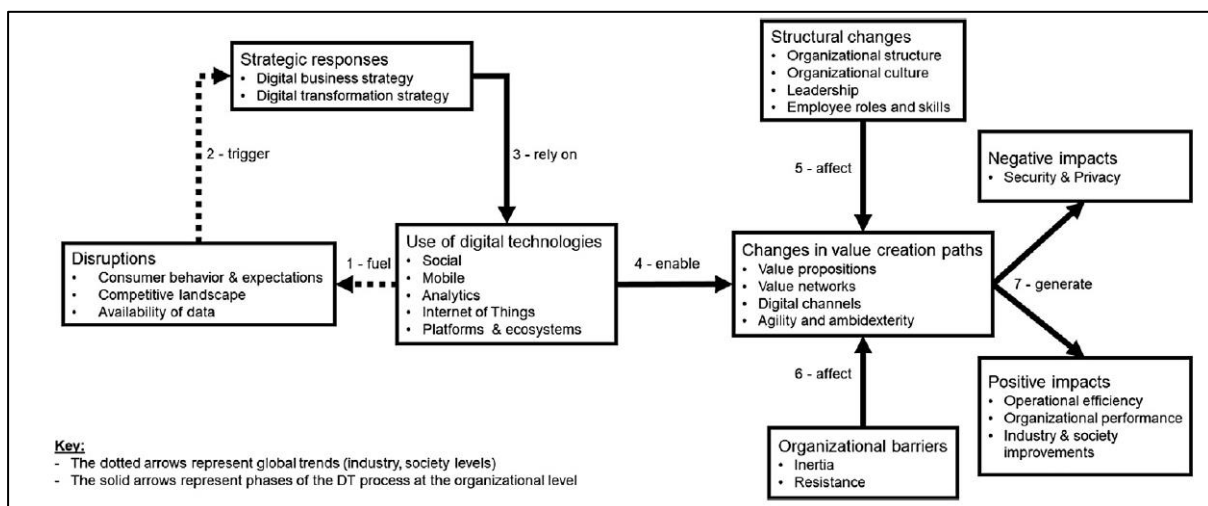 Strategic responses
• Digital business strategy
• Digital transformation strategy
Structural changes
• Organizational structure
• Organizational culture
• Leadership
• Employee roles and skills
2 - trigger
3 - rely on
5 - affect
Negative impacts
• Security & Privacy
Disruptions
• Consumer behavior & expectations
• Competitive landscape
• Availability of data
1 - fuel
Use of digital technologies
• Social
• Mobile
• Analytics
• Internet of Things
• Platforms & ecosystems
4 - enable
Changes in value creation paths
• Value propositions
• Value networks
• Digital channels
• Agility and ambidexterity
7 - generate
6 - affect
Positive impacts
• Operational efficiency
• Organizational performance
• Industry & society
improvements
Organizational barriers
• Inertia
• Resistance
Key:
- The dotted arrows represent global trends (industry, society levels)
- The solid arrows represent phases of the DT process at the organizational level